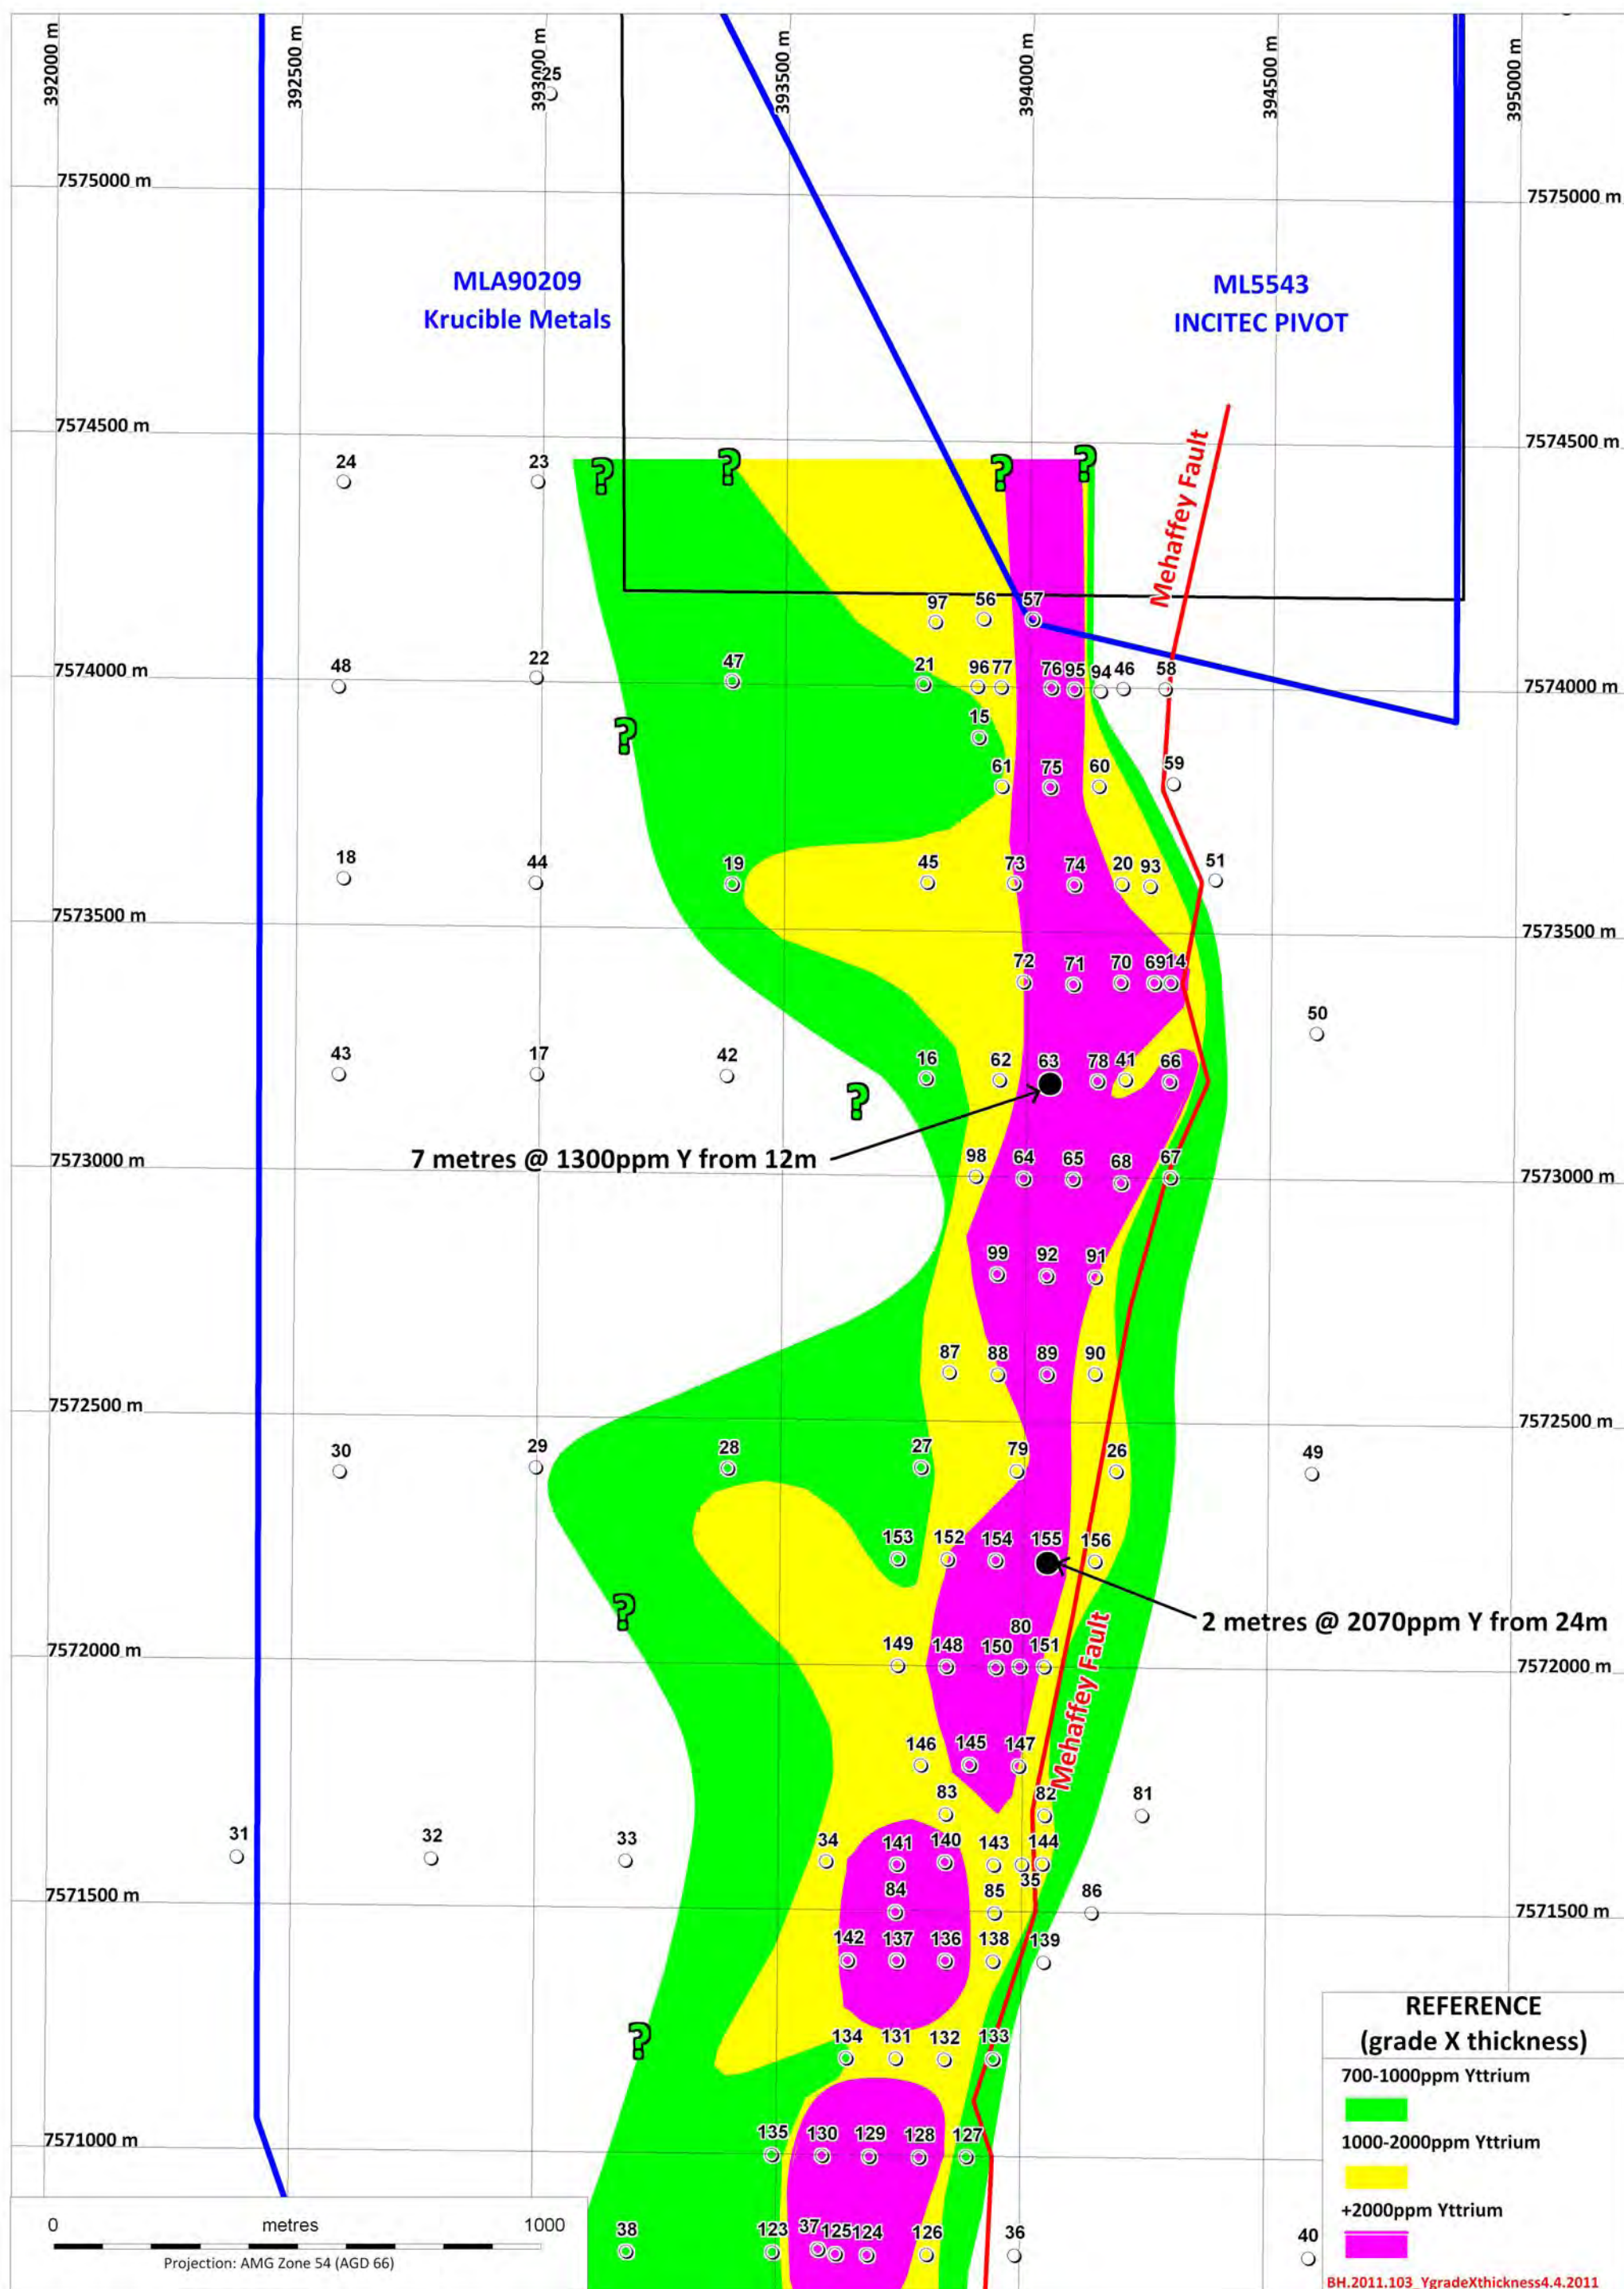 392000 m
392500 m
393000 m
393500 m
394000 m
394500 m
395000 m
25
7575000 m
7575000 m
MLA90209
Krucible Metals
ML5543
INCITEC PIVOT
7574500 m
7574500 m
Mehaffey Fault
? ? ? ?
24 23
97 56 57
7574000 m
7574000 m
48 22 47 21 96 77 76 95 94 46 58
15
?
61 75 60 59
18 44 19 45 73 74 20 93 51
7573500 m
7573500 m
72 71 70 69 14
50
43 17 42 16 62 63 78 41 66
?
7 metres @ 1300ppm Y from 12m
7573000 m
7573000 m
98 64 65 68 67
99 92 91
87 88 89 90
7572500 m
7572500 m
30 29 28 27 79 26 49
153 152 154 155 156
?
2 metres @ 2070ppm Y from 24m
80
7572000 m
7572000 m
149 148 150 151
Mehaffey Fault
146 145 147
83 82 81
31 32 33 34 141 140 143 144
35
7571500 m
7571500 m
84 85 86
142 137 136 138 139
?
134 131 132 133
7571000 m
135 130 129 128 127
38 123 37 125 124 126 36 40
REFERENCE
(grade X thickness)
700-1000ppm Yttrium
1000-2000ppm Yttrium
+2000ppm Yttrium
0 metres 1000
Projection: AMG Zone 54 (AGD 66)
BH.2011.103_YgradeXthickness4.4.2011